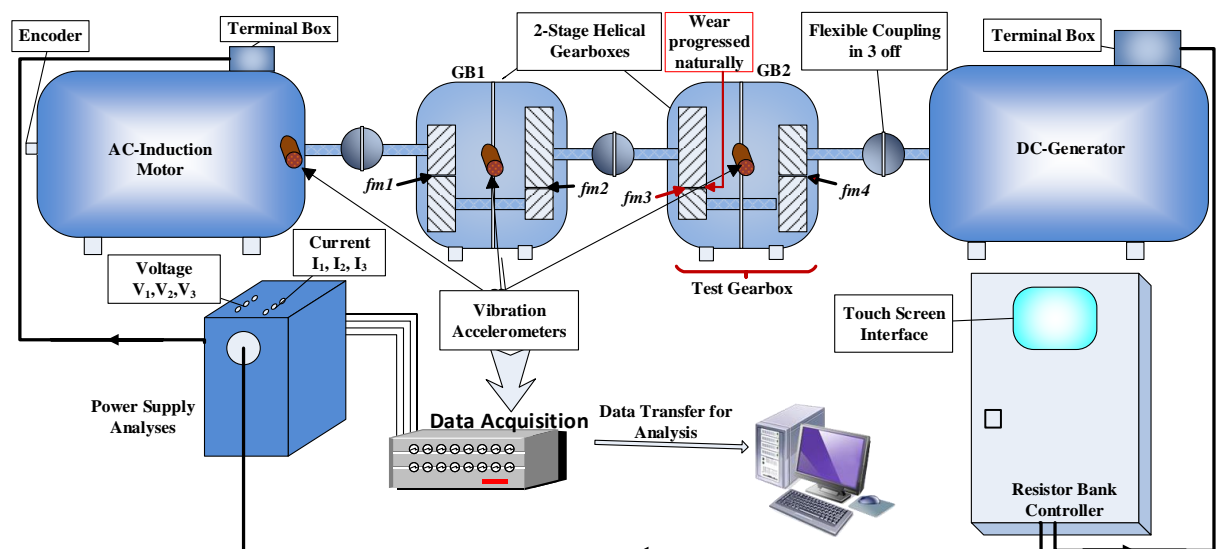 Encoder
Terminal Box
AC-Induction
Motor
GB1
2-Stage Helical
Gearboxes
Wear
progressed
naturally
GB2
Flexible Coupling
in 3 off
Terminal Box
DC-Generator
fm1
fm2
fm3
fm4
Test Gearbox
Voltage
V₁,V₂,V₃
Current
I₁, I₂, I₃
Vibration
Accelerometers
Touch Screen
Interface
Power Supply
Analyses
Data Acquisition
Data Transfer for
Analysis
Resistor Bank
Controller